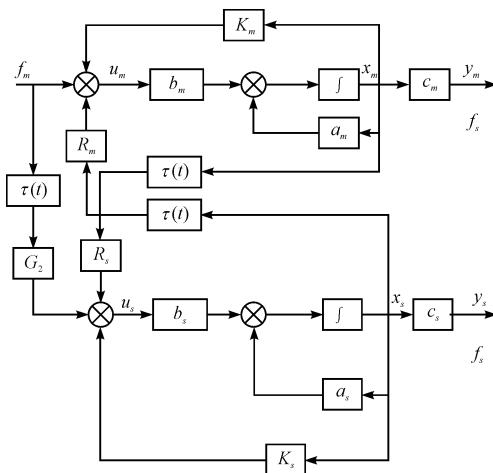 K_m
f_m
u_m
b_m
∫
x_m
c_m
y_m
f_s
a_m
R_m
τ(t)
τ(t)
τ(t)
G_2
R_s
u_s
b_s
∫
x_s
c_s
y_s
f_s
a_s
K_s